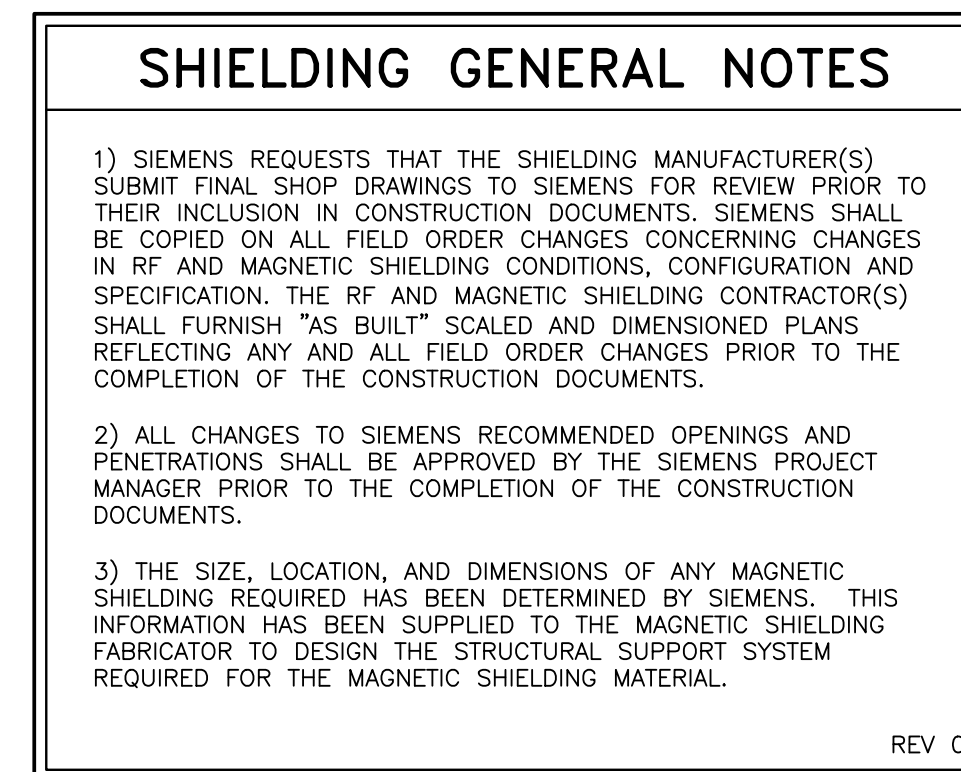 SHIELDING GENERAL NOTES
1) SIEMENS REQUESTS THAT THE SHIELDING MANUFACTURER(S)
SUBMIT FINAL SHOP DRAWINGS TO SIEMENS FOR REVIEW PRIOR TO
THEIR INCLUSION IN CONSTRUCTION DOCUMENTS. SIEMENS SHALL
BE COPIED ON ALL FIELD ORDER CHANGES CONCERNING CHANGES
IN RF AND MAGNETIC SHIELDING CONDITIONS, CONFIGURATION AND
SPECIFICATION. THE RF AND MAGNETIC SHIELDING CONTRACTOR(S)
SHALL FURNISH "AS BUILT" SCALED AND DIMENSIONED PLANS
REFLECTING ANY AND ALL FIELD ORDER CHANGES PRIOR TO THE
COMPLETION OF THE CONSTRUCTION DOCUMENTS.
2) ALL CHANGES TO SIEMENS RECOMMENDED OPENINGS AND
PENETRATIONS SHALL BE APPROVED BY THE SIEMENS PROJECT
MANAGER PRIOR TO THE COMPLETION OF THE CONSTRUCTION
DOCUMENTS.
3) THE SIZE, LOCATION, AND DIMENSIONS OF ANY MAGNETIC
SHIELDING REQUIRED HAS BEEN DETERMINED BY SIEMENS.  THIS
INFORMATION HAS BEEN SUPPLIED TO THE MAGNETIC SHIELDING
FABRICATOR TO DESIGN THE STRUCTURAL SUPPORT SYSTEM
REQUIRED FOR THE MAGNETIC SHIELDING MATERIAL.
REV